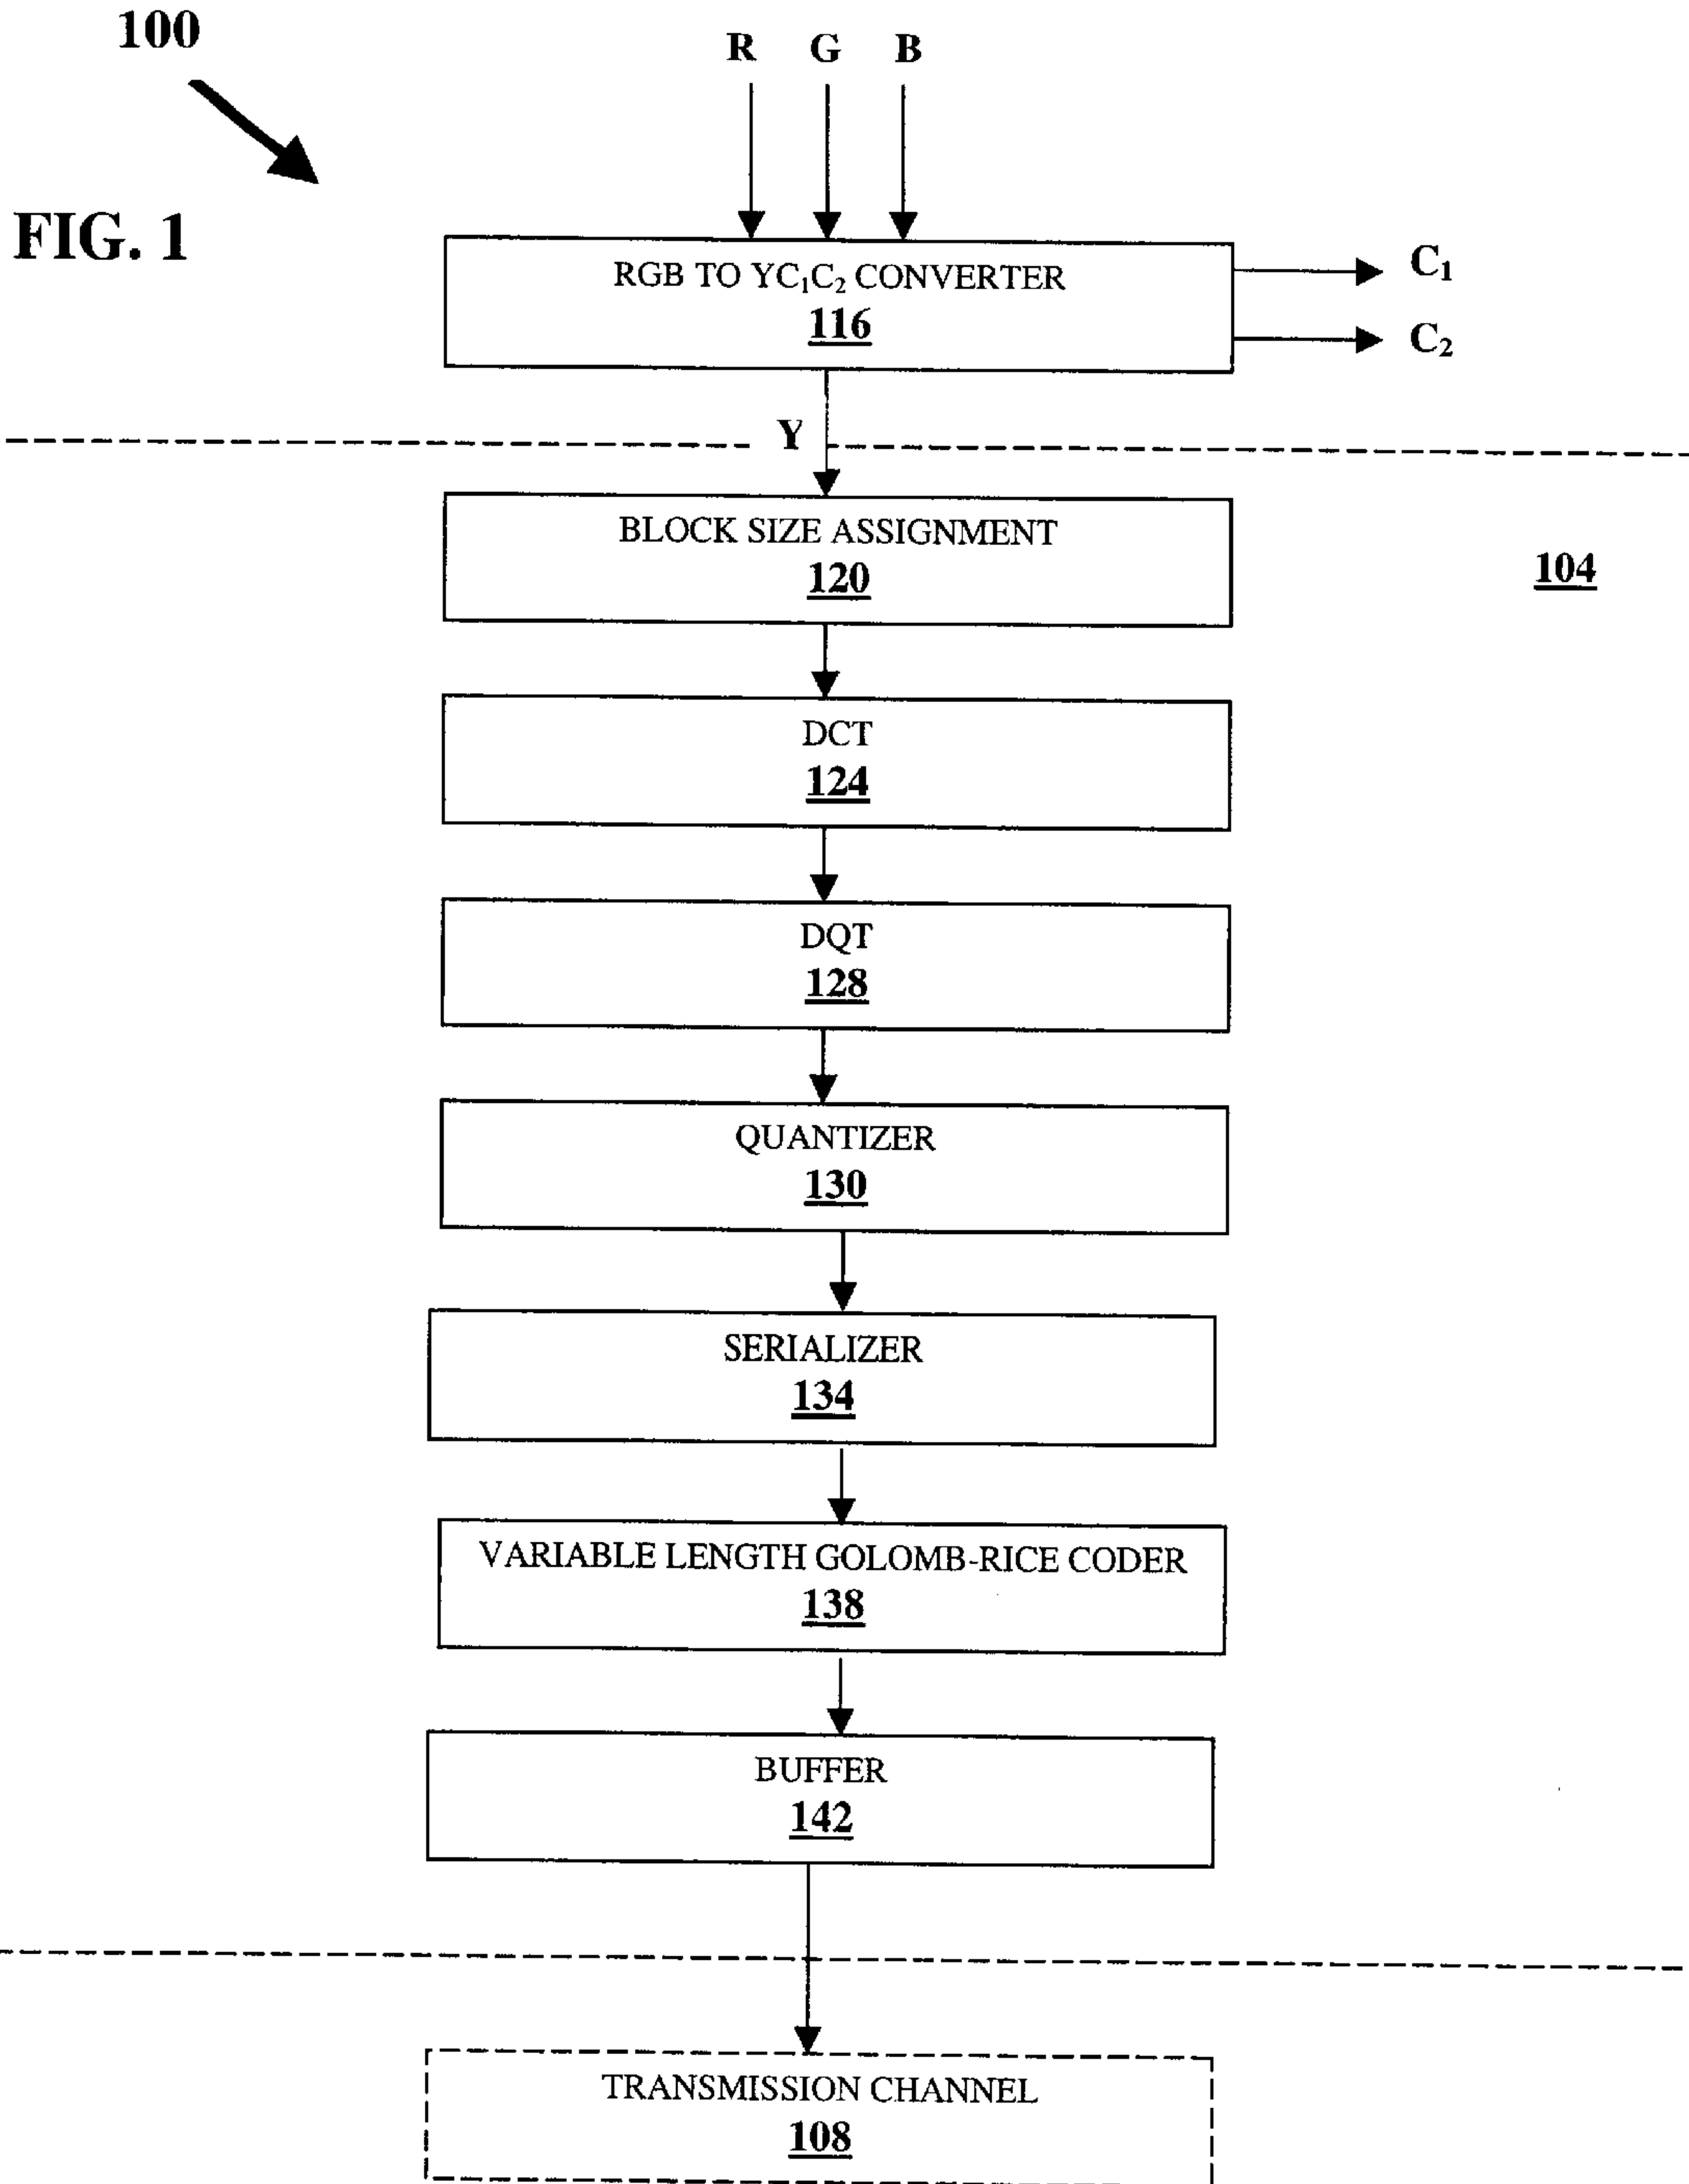 100
R G B
FIG. 1
RGB TO YC₁C₂ CONVERTER
116
C₁
C₂
Y
BLOCK SIZE ASSIGNMENT
120
104
DCT
124
DQT
128
QUANTIZER
130
SERIALIZER
134
VARIABLE LENGTH GOLOMB-RICE CODER
138
BUFFER
142
TRANSMISSION CHANNEL
108